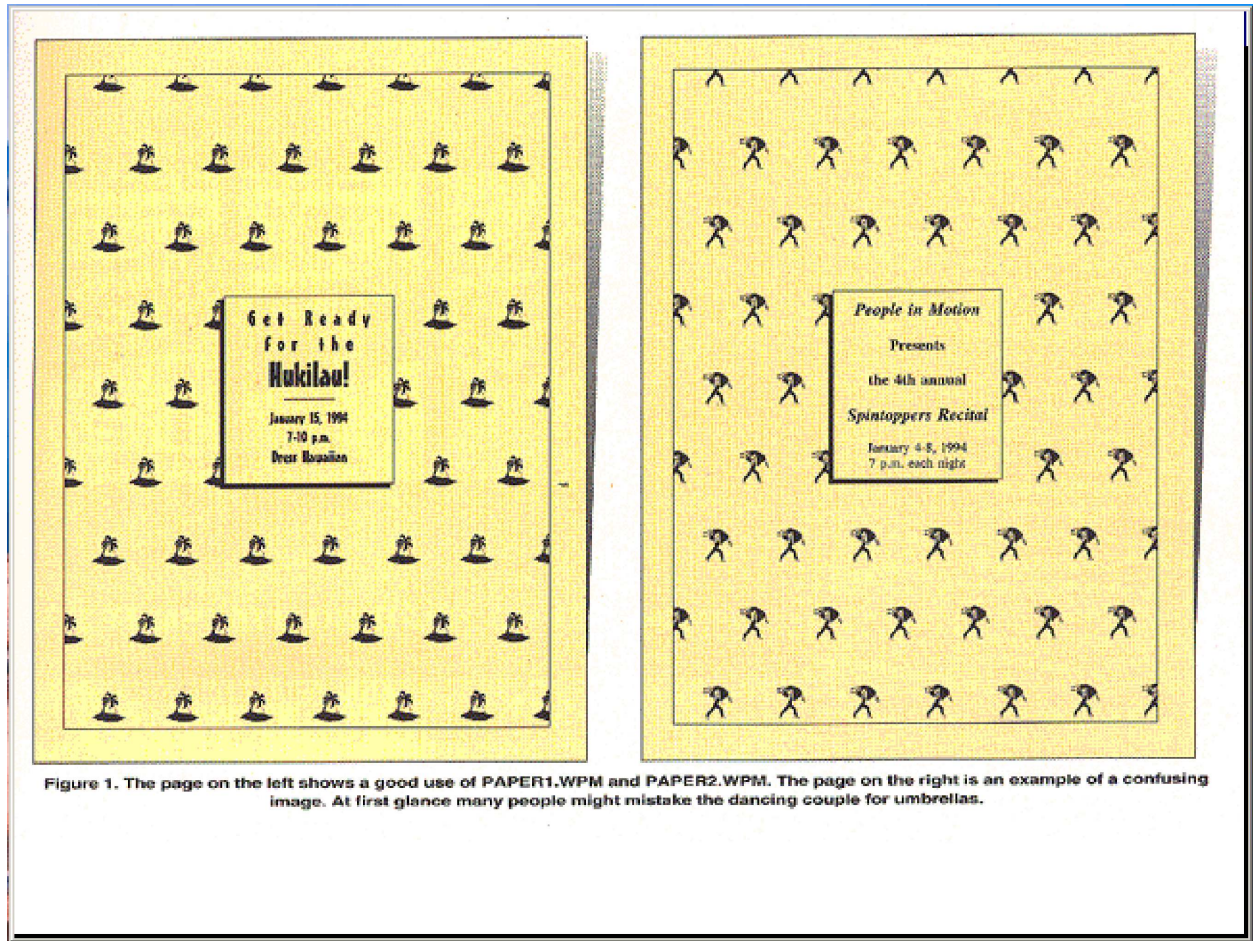 Get Ready
for the
Hukilau!
January 15, 1994
7-10 p.m.
Dress Hawaiian
People in Motion
Presents
the 4th annual
Spintoppers Recital
January 4-8, 1994
7 p.m. each night
Figure 1. The page on the left shows a good use of PAPER1.WPM and PAPER2.WPM. The page on the right is an example of a confusing
image. At first glance many people might mistake the dancing couple for umbrellas.